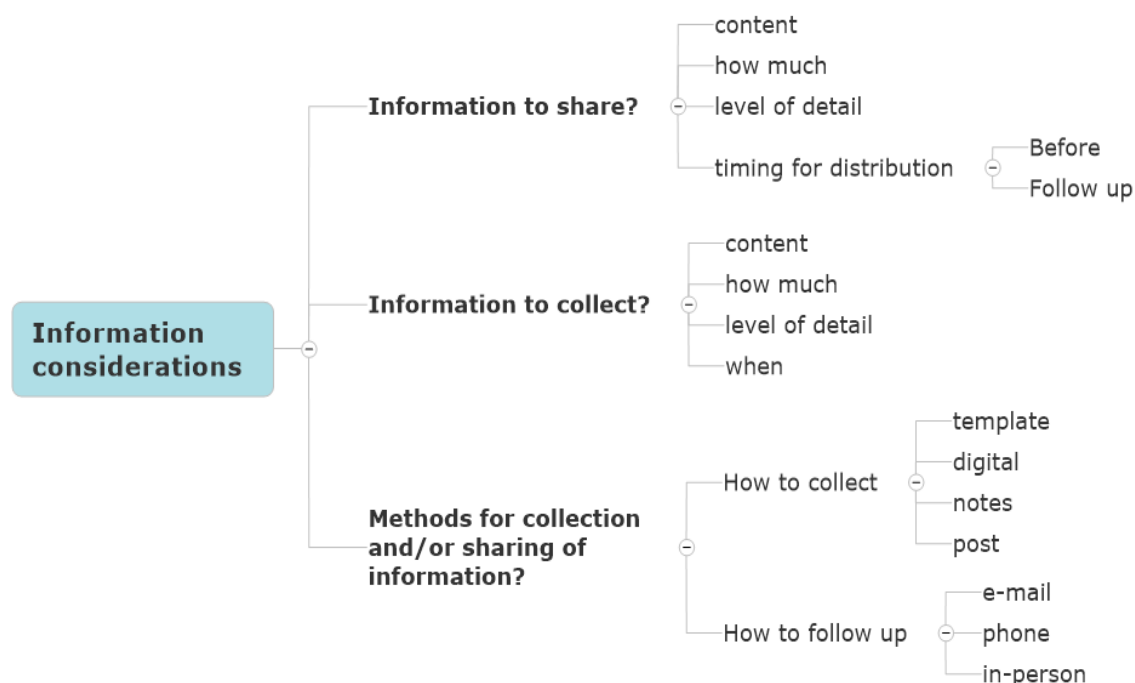 Information
considerations
Information to share?
content
how much
level of detail
timing for distribution
Before
Follow up
Information to collect?
content
how much
level of detail
when
Methods for collection
and/or sharing of
information?
How to collect
template
digital
notes
post
How to follow up
e-mail
phone
in-person